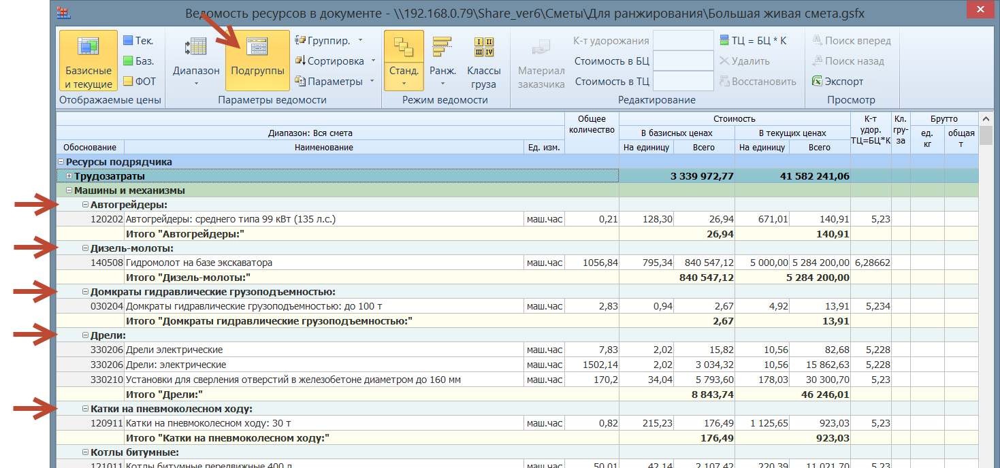 Ведомость ресурсов в документе - \\192.168.0.79\Share_ver6\Сметы\Для ранжирования\Большая живая смета.gsfx
Базисные и текущие
Тек.
Баз.
ФОТ
Отображаемые цены
Диапазон
Подгруппы
Группир.
Сортировка
Параметры
Параметры ведомости
Станд.
Ранж.
Классы груза
Режим ведомости
Материал заказчика
К-т удорожания
Стоимость в БЦ
Стоимость в ТЦ
ТЦ = БЦ * К
Удалить
Восстановить
Редактирование
Поиск вперед
Поиск назад
Экспорт
Просмотр
Диапазон: Вся смета
Обоснование Наименование Ед. изм.
Общее количество
Стоимость
В базисных ценах В текущих ценах
На единицу Всего На единицу Всего
К-т удор. ТЦ=БЦ*К
Кл. гру-за
Брутто
ед. кг
общая т
Ресурсы подрядчика
Трудозатраты 3 339 972,77 41 582 241,06
Машины и механизмы
Автогрейдеры:
120202 Автогрейдеры: среднего типа 99 кВт (135 л.с.) маш.час 0,21 128,30 26,94 671,01 140,91 5,23
Итого "Автогрейдеры:" 26,94 140,91
Дизель-молоты:
140508 Гидромолот на базе экскаватора маш.час 1056,84 795,34 840 547,12 5 000,00 5 284 200,00 6,28662
Итого "Дизель-молоты:" 840 547,12 5 284 200,00
Домкраты гидравлические грузоподъемностью:
030204 Домкраты гидравлические грузоподъемностью: до 100 т маш.час 2,83 0,94 2,67 4,92 13,91 5,234
Итого "Домкраты гидравлические грузоподъемностью:" 2,67 13,91
Дрели:
330206 Дрели электрические маш.час 7,83 2,02 15,82 10,56 82,68 5,228
330206 Дрели: электрические маш.час 1502,14 2,02 3 034,32 10,56 15 862,63 5,228
330210 Установки для сверления отверстий в железобетоне диаметром до 160 мм маш.час 170,2 34,04 5 793,60 178,03 30 300,70 5,23
Итого "Дрели:" 8 843,74 46 246,01
Катки на пневмоколесном ходу:
120911 Катки на пневмоколесном ходу: 30 т маш.час 0,82 215,23 176,49 1 125,65 923,03 5,23
Итого "Катки на пневмоколесном ходу:" 176,49 923,03
Котлы битумные:
121011 Котлы битумные передвижные 400 л маш.час 50,01 42,14 2 107,42 220,39 11 021,70 5,23